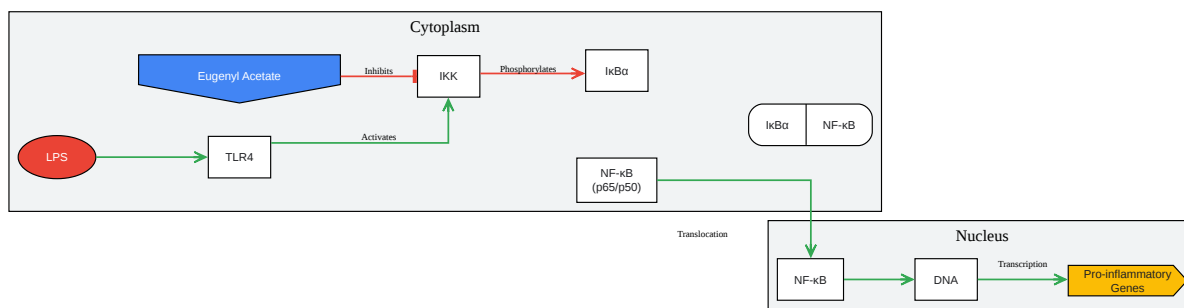 Cytoplasm
Eugenyl Acetate
Inhibits
IKK
Phosphorylates
IκBα
IκBα
NF-κB
LPS
TLR4
Activates
NF-κB
(p65/p50)
Translocation
Nucleus
NF-κB
DNA
Transcription
Pro-inflammatory
Genes